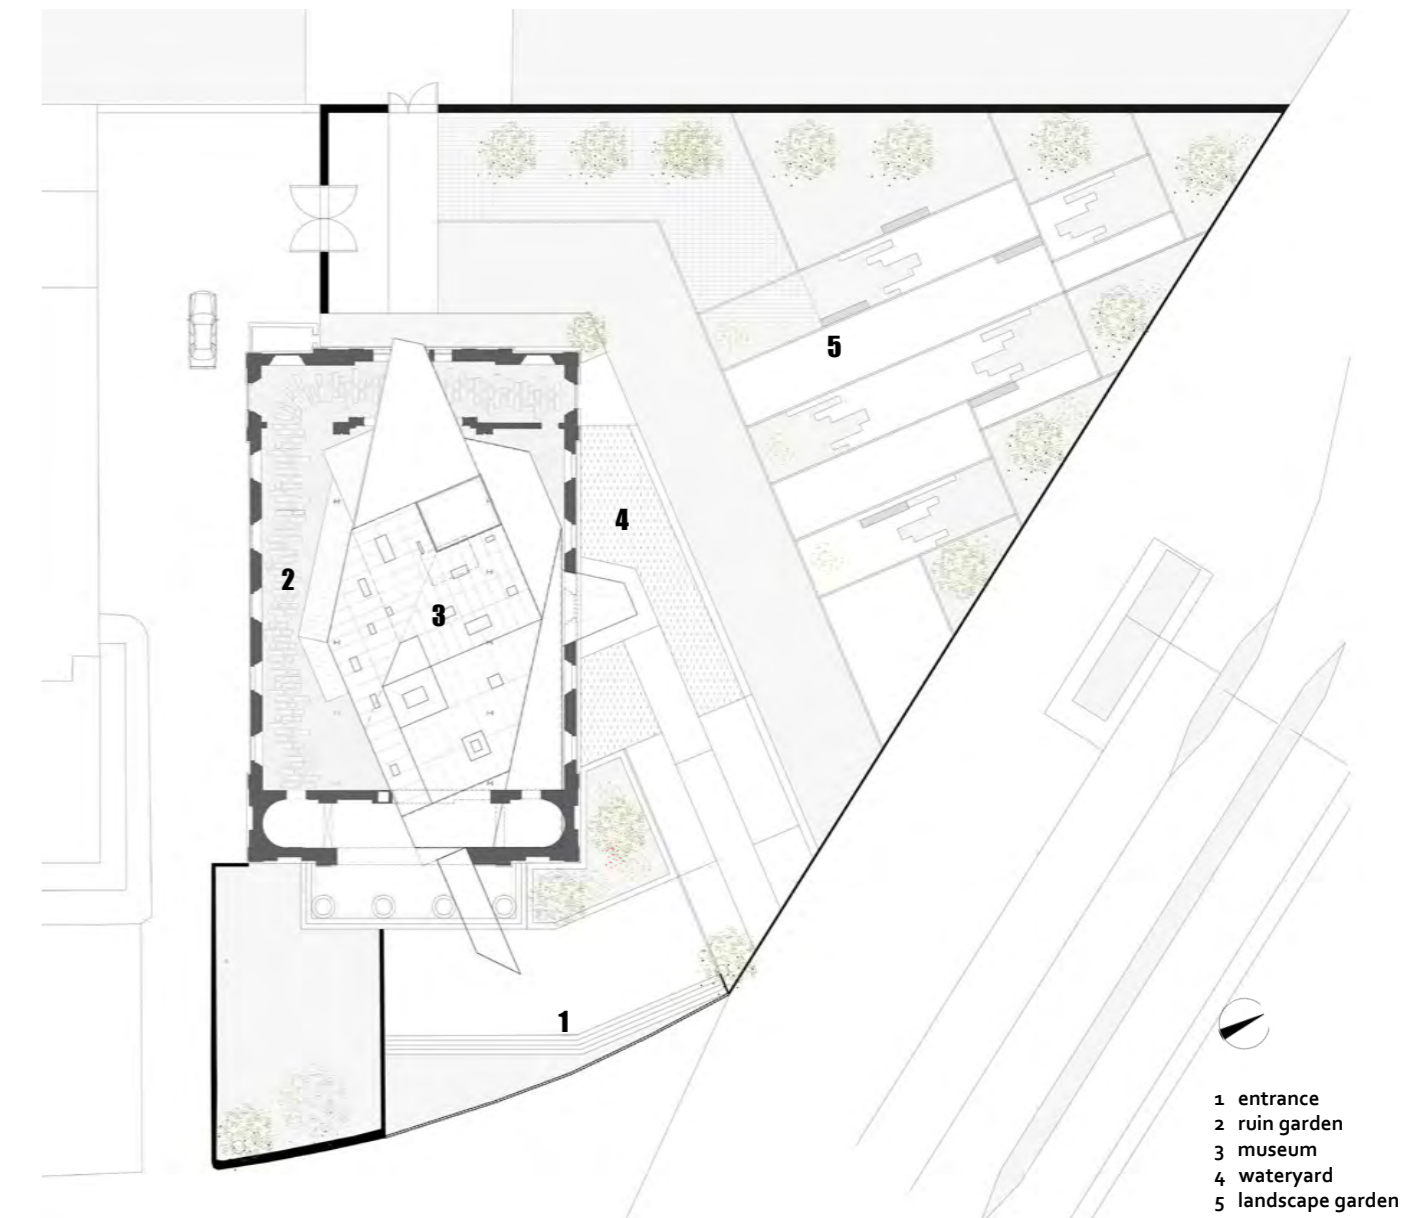 5
4
2
3
1
1 entrance
2 ruin garden
3 museum
4 wateryard
5 landscape garden